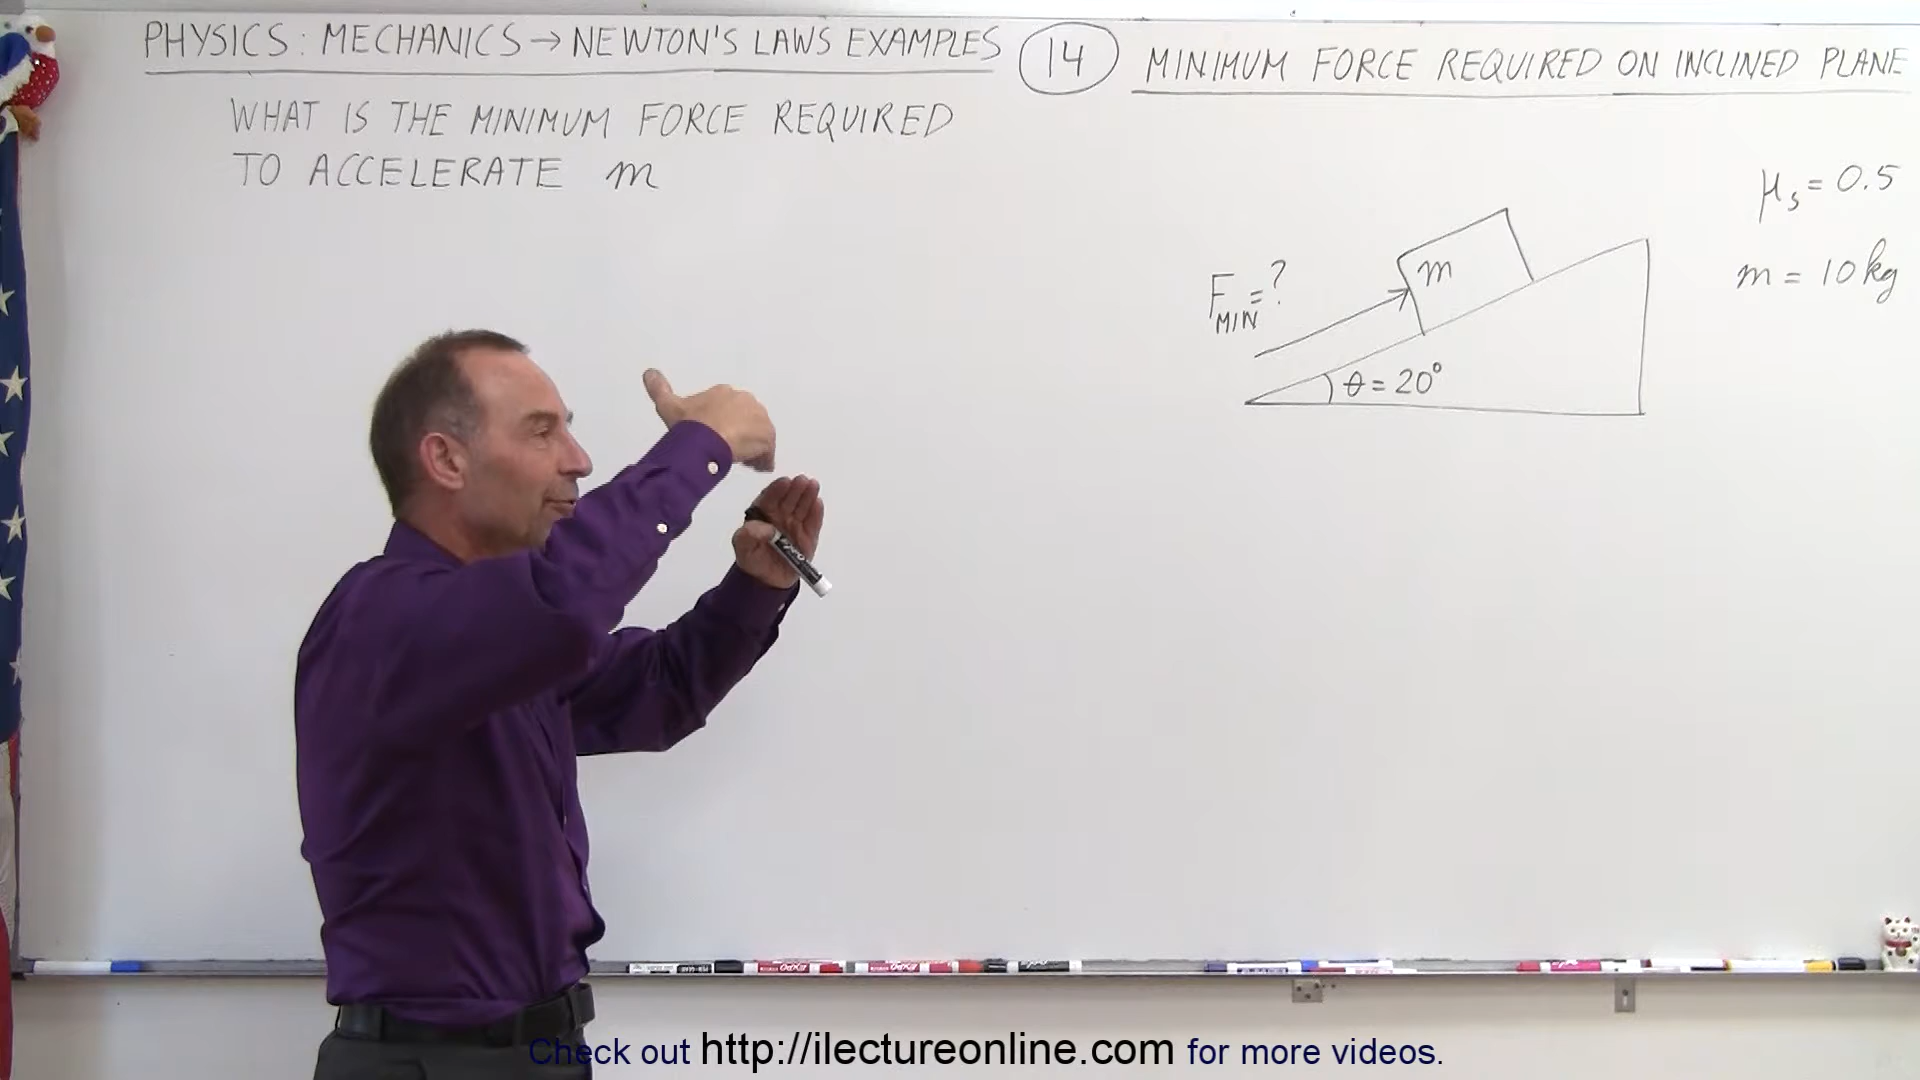 PHYSICS: MECHANICS → NEWTON'S LAWS EXAMPLES
14
MINIMUM FORCE REQUIRED ON INCLINED PLANE
WHAT IS THE MINIMUM FORCE REQUIRED
TO ACCELERATE m
μs = 0.5
m = 10 kg
m
FMIN = ?
θ = 20°
Check out http://ilectureonline.com for more videos.